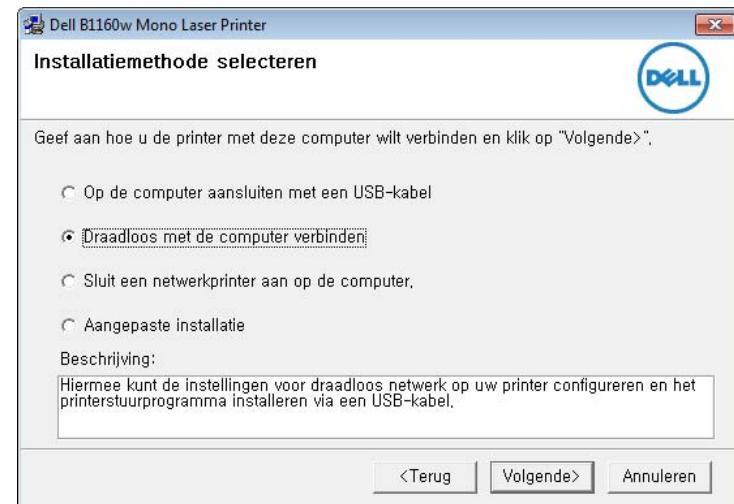 Dell B1160w Mono Laser Printer
Installatiemethode selecteren
DELL
Geef aan hoe u de printer met deze computer wilt verbinden en klik op "Volgende>".
Op de computer aansluiten met een USB-kabel
Draadloos met de computer verbinden
Sluit een netwerkprinter aan op de computer.
Aangepaste installatie
Beschrijving:
Hiermee kunt de instellingen voor draadloos netwerk op uw printer configureren en het
printerstuurprogramma installeren via een USB-kabel.
<Terug Volgende> Annuleren